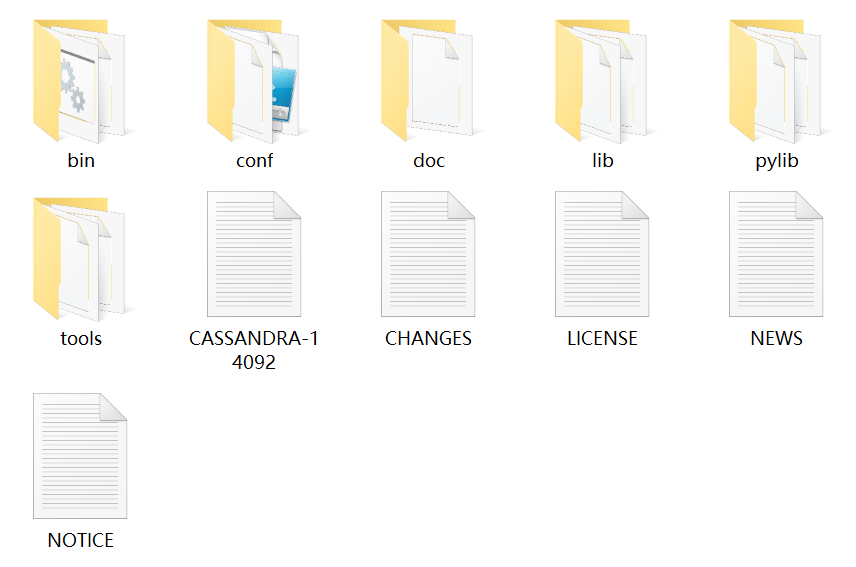 bin
conf
doc
lib
pylib
tools
CASSANDRA-1
4092
CHANGES
LICENSE
NEWS
NOTICE